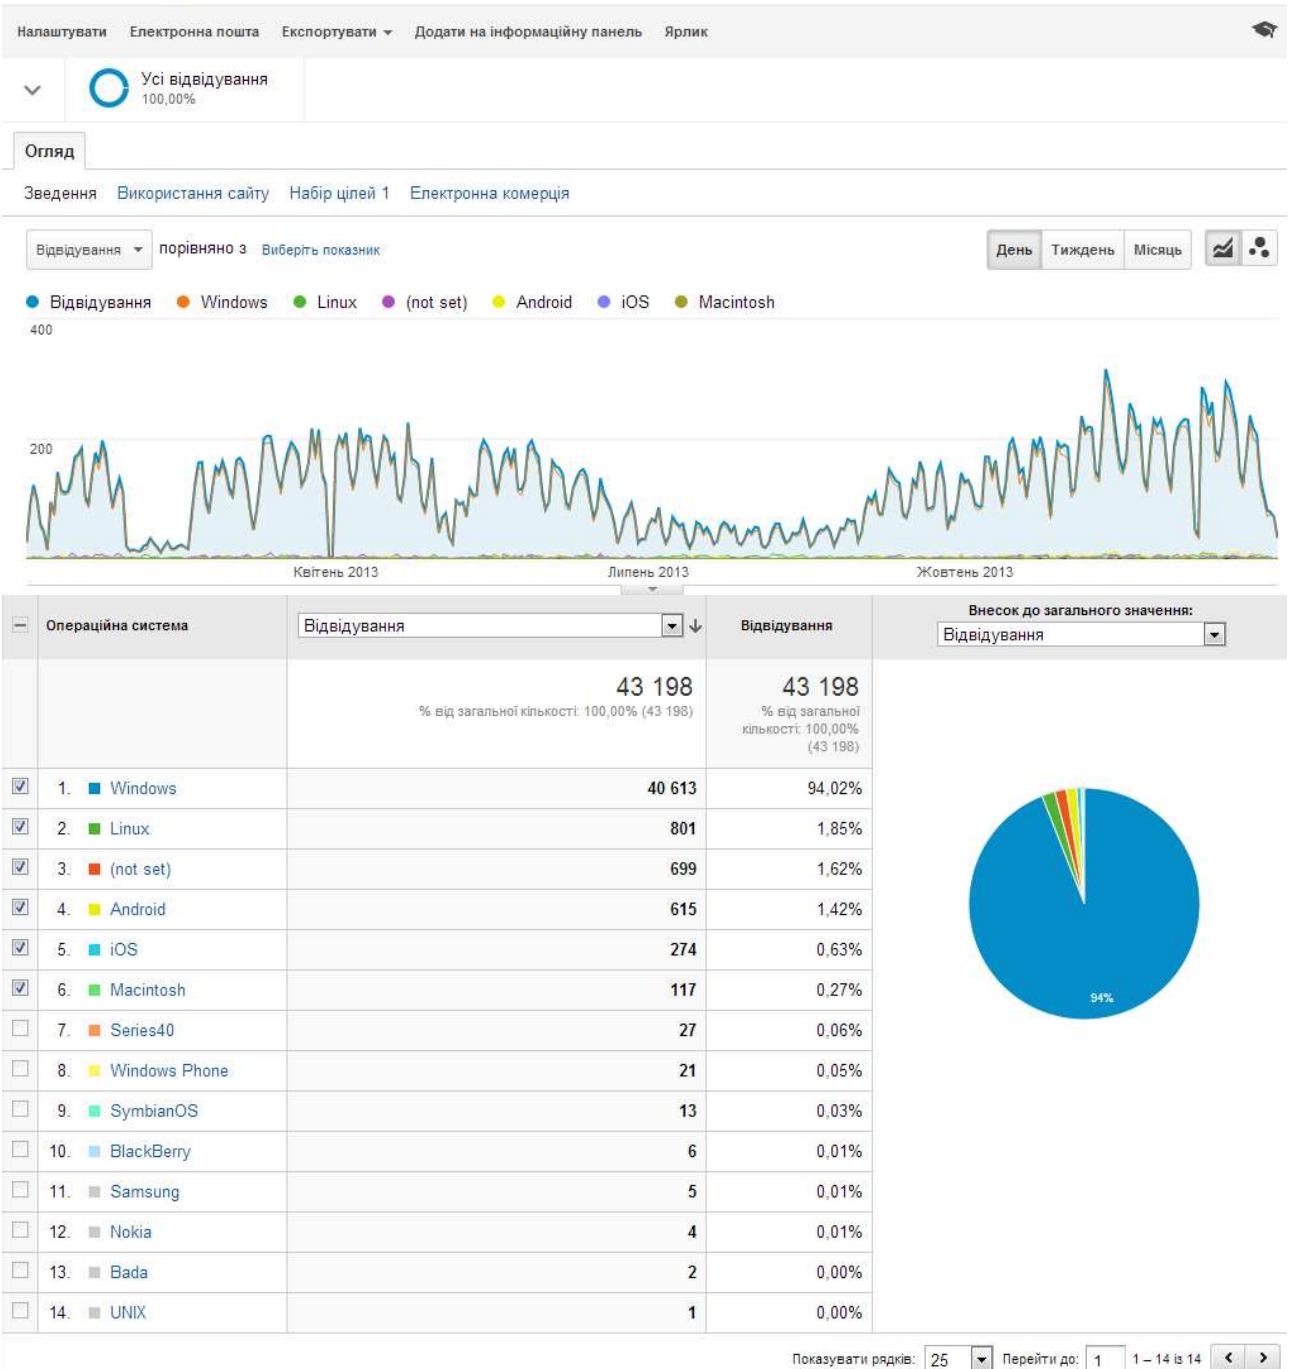 Налаштувати Електронна пошта Експортувати Додати на інформаційну панель Ярлик
Усі відвідування
100,00%
Огляд
Зведення Використання сайту Набір цілей 1 Електронна комерція
Відвідування порівняно з Виберіть показник День Тиждень Місяць
Відвідування Windows Linux (not set) Android iOS Macintosh
400
200
Квітень 2013 Липень 2013 Жовтень 2013
Операційна система Відвідування Відвідування Внесок до загального значення:
Відвідування
43 198 43 198
% від загальної кількості: 100,00% (43 198) % від загальної
кількості: 100,00%
(43 198)
1. Windows 40 613 94,02%
2. Linux 801 1,85%
3. (not set) 699 1,62%
4. Android 615 1,42%
5. iOS 274 0,63%
6. Macintosh 117 0,27%
94%
7. Series40 27 0,06%
8. Windows Phone 21 0,05%
9. SymbianOS 13 0,03%
10. BlackBerry 6 0,01%
11. Samsung 5 0,01%
12. Nokia 4 0,01%
13. Bada 2 0,00%
14. UNIX 1 0,00%
Показувати рядків: 25 Перейти до: 1 1 – 14 із 14